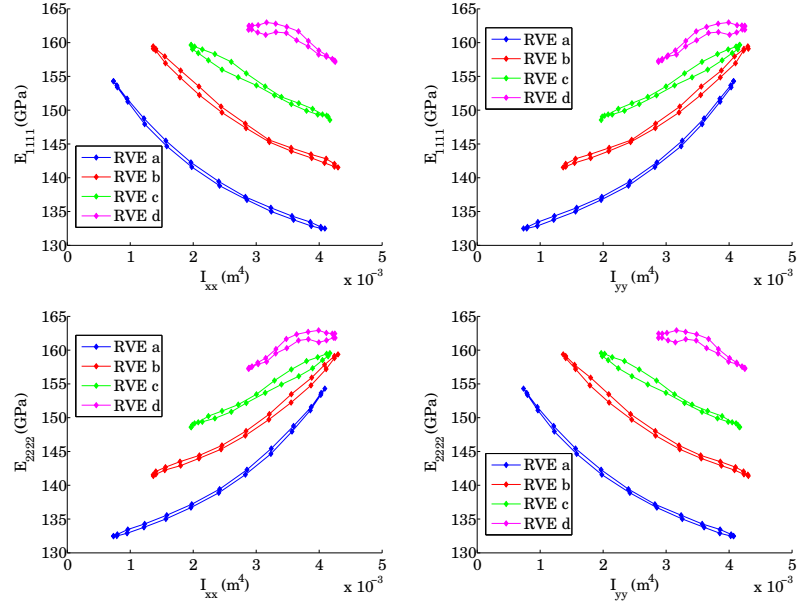 165
160
155
150
145
140
135
130
E1111 (GPa)
RVE a
RVE b
RVE c
RVE d
0 1 2 3 4 5
x 10⁻³
Ixx (m⁴)
165
160
155
150
145
140
135
130
E1111 (GPa)
RVE a
RVE b
RVE c
RVE d
0 1 2 3 4 5
x 10⁻³
Iyy (m⁴)
165
160
155
150
145
140
135
130
E2222 (GPa)
RVE a
RVE b
RVE c
RVE d
0 1 2 3 4 5
x 10⁻³
Ixx (m⁴)
165
160
155
150
145
140
135
130
E2222 (GPa)
RVE a
RVE b
RVE c
RVE d
0 1 2 3 4 5
x 10⁻³
Iyy (m⁴)